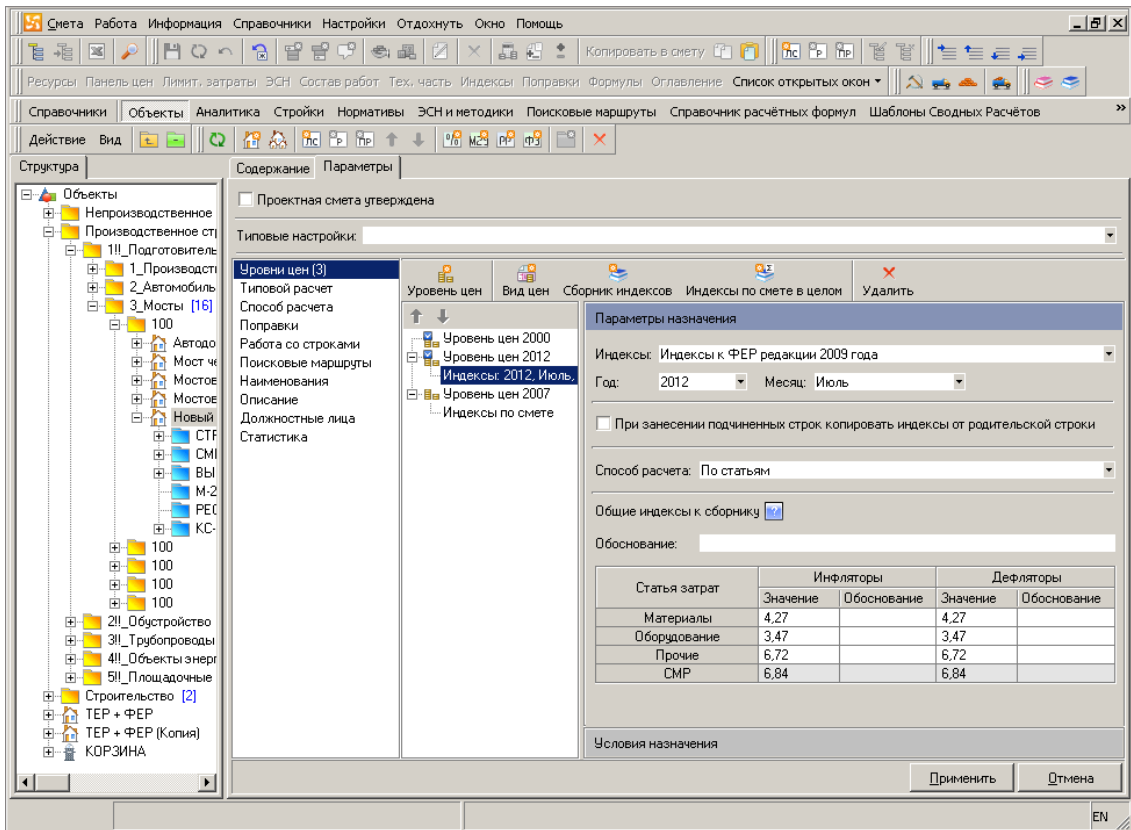 Смета Работа Информация Справочники Настройки Отдохнуть Окно Помощь
Копировать в смету
Ресурсы Панель цен Лимит. затраты ЭСН Состав работ Тех. часть Индексы Поправки Формулы Оглавление Список открытых окон
Справочники Объекты Аналитика Стройки Нормативы ЭСН и методики Поисковые маршруты Справочник расчётных формул Шаблоны Сводных Расчётов »
Действие Вид
Структура
Содержание Параметры
Объекты
Непроизводственное
Производственное стр
1!!_Подготовитель
1_Производсті
2_Автомобиль
3_Мосты [16]
100
Автодо
Мост че
Мостов
Мостов
Новый
СТР
СМІ
ВЫ
М-2
РЕС
КС-
100
100
100
100
2!!_Обустройство
3!!_Трубопроводы
4!!_Объекты энерг
5!!_Площадочные
Строительство [2]
ТЕР + ФЕР
ТЕР + ФЕР (Копия)
КОРЗИНА
Проектная смета утверждена
Типовые настройки:
Уровни цен (3)
Типовой расчет
Способ расчета
Поправки
Работа со строками
Поисковые маршруты
Наименования
Описание
Должностные лица
Статистика
Уровень цен Вид цен Сборник индексов Индексы по смете в целом Удалить
Уровень цен 2000
Уровень цен 2012
Индексы: 2012, Июль,
Уровень цен 2007
Индексы по смете
Параметры назначения
Индексы: Индексы к ФЕР редакции 2009 года
Год: 2012 Месяц: Июль
При занесении подчиненных строк копировать индексы от родительской строки
Способ расчета: По статьям
Общие индексы к сборнику ?
Обоснование:
Статья затрат Инфляторы Дефляторы
Значение Обоснование Значение Обоснование
Материалы 4,27 4,27
Оборудование 3,47 3,47
Прочие 6,72 6,72
СМР 6,84 6,84
Условия назначения
Применить Отмена
EN